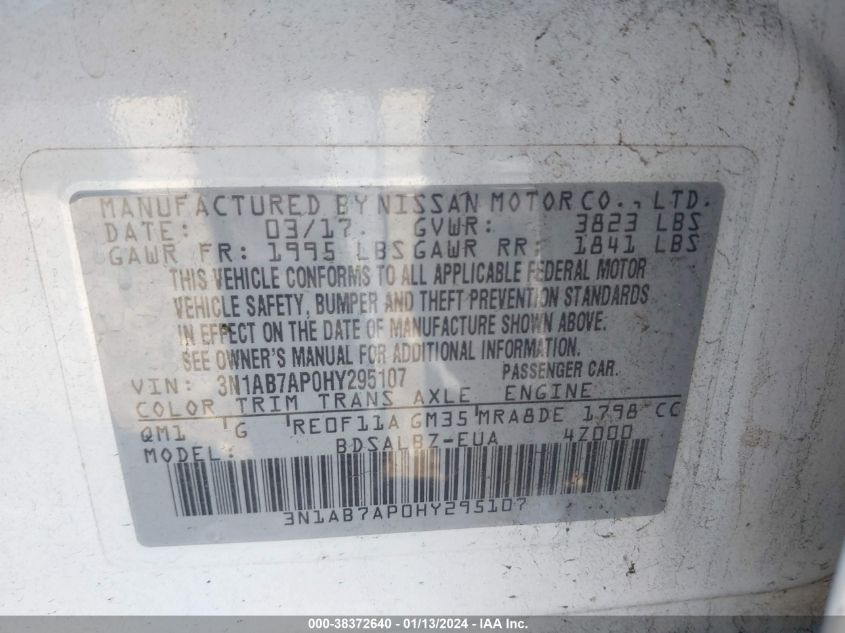 MANUFACTURED BY NISSAN MOTOR CO., LTD.
DATE: 03/17 GVWR: 3823 LBS
GAWR FR: 1995 LBS GAWR RR: 1841 LBS
THIS VEHICLE CONFORMS TO ALL APPLICABLE FEDERAL MOTOR
VEHICLE SAFETY, BUMPER AND THEFT PREVENTION STANDARDS
IN EFFECT ON THE DATE OF MANUFACTURE SHOWN ABOVE.
SEE OWNER'S MANUAL FOR ADDITIONAL INFORMATION.
VIN: 3N1AB7AP0HY295107 PASSENGER CAR.
COLOR TRIM TRANS AXLE ENGINE
QM1 G RE0F11A GM35 MRA8DE 1798 CC
MODEL: BDSALBZ-EUA 4Z000
3N1AB7AP0HY295107
000-38372640 - 01/13/2024 - IAA Inc.